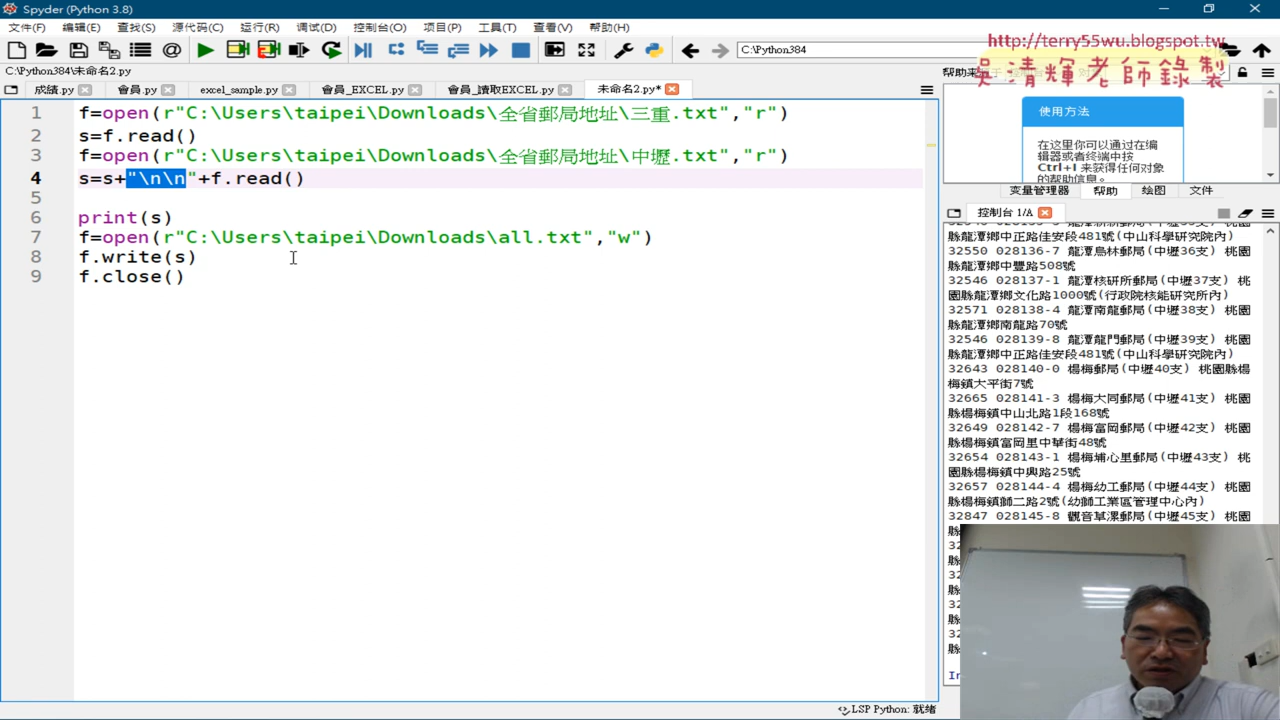 Spyder (Python 3.8)
文件(F) 编辑(E) 查找(S) 源代码(C) 运行(R) 调试(D) 控制台(O) 项目(P) 工具(T) 查看(V) 帮助(H)
C:\Python384
http://terry55wu.blogspot.tw
吳清輝老師錄製
C:\Python384\未命名2.py
成績.py 會員.py excel_sample.py 會員_EXCEL.py 會員_讀取EXCEL.py 未命名2.py*
1 f=open(r"C:\Users\taipei\Downloads\全省郵局地址\三重.txt","r")
2 s=f.read()
3 f=open(r"C:\Users\taipei\Downloads\全省郵局地址\中壢.txt","r")
4 s=s+"\n\n"+f.read()
5
6 print(s)
7 f=open(r"C:\Users\taipei\Downloads\all.txt","w")
8 f.write(s)
9 f.close()
使用方法
在这里你可以通过在编
辑器或者终端中按
Ctrl+I 来获得任何对象
的帮助信息。
变量管理器 帮助 绘图 文件
控制台 1/A
縣龍潭鄉中正路佳安段481號(中山科學研究院內)
32550 028136-7 龍潭烏林郵局(中壢36支) 桃園
縣龍潭鄉中豐路508號
32546 028137-1 龍潭核研所郵局(中壢37支) 桃
園縣龍潭鄉文化路1000號(行政院核能研究所內)
32571 028138-4 龍潭南龍郵局(中壢38支) 桃園
縣龍潭鄉南龍路70號
32546 028139-8 龍潭龍門郵局(中壢39支) 桃園
縣龍潭鄉中正路佳安段481號(中山科學研究院內)
32643 028140-0 楊梅郵局(中壢40支) 桃園縣楊
梅鎮大平街7號
32665 028141-3 楊梅大同郵局(中壢41支) 桃園
縣楊梅鎮中山北路1段168號
32649 028142-7 楊梅富岡郵局(中壢42支) 桃園
縣楊梅鎮富岡里中華街48號
32654 028143-1 楊梅埔心里郵局(中壢43支) 桃
園縣楊梅鎮中興路25號
32657 028144-4 楊梅幼工郵局(中壢44支) 桃園
縣楊梅鎮獅二路2號(幼獅工業區管理中心內)
32847 028145-8 觀音草漯郵局(中壢45支) 桃園
LSP Python: 就绪